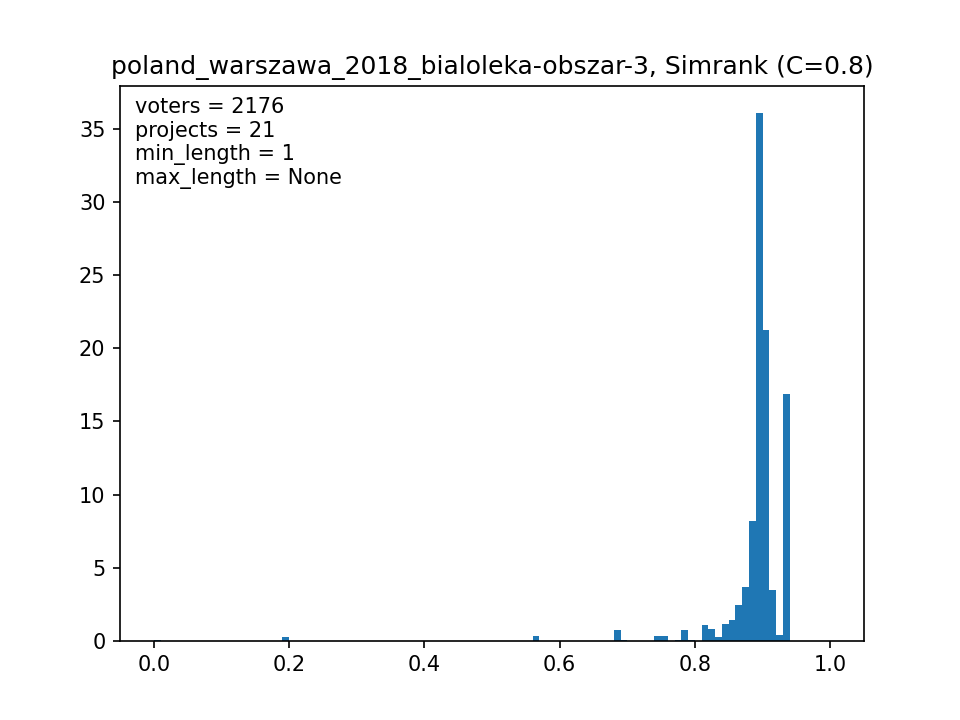 poland_warszawa_2018_bialoleka-obszar-3, Simrank (C=0.8)
voters = 2176
projects = 21
min_length = 1
max_length = None
35
30
25
20
15
10
5
0
0.0 0.2 0.4 0.6 0.8 1.0